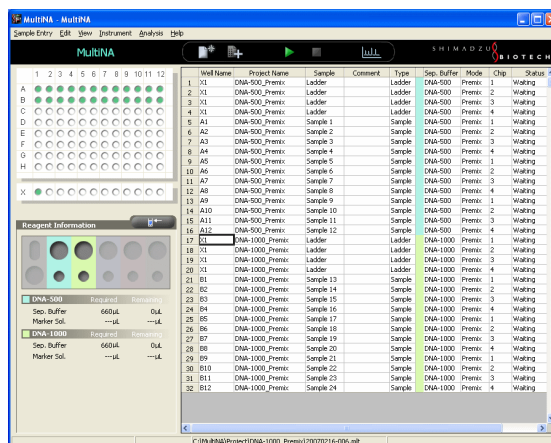 MultiNA - MultiNA
Sample Entry Edit View Instrument Analysis Help
MultiNA
SHIMADZU
BIOTECH
1 2 3 4 5 6 7 8 9 10 11 12
A
B
C
D
E
F
G
H
X
Reagent Information
DNA-500 Required Remaining
Sep. Buffer 660µL 0µL
Marker Sol. ---µL ---µL
DNA-1000 Required Remaining
Sep. Buffer 660µL 0µL
Marker Sol. ---µL ---µL
Well Name Project Name Sample Comment Type Sep. Buffer Mode Chip Status
1 X1 DNA-500_Premix Ladder Ladder DNA-500 Premix 1 Waiting
2 X1 DNA-500_Premix Ladder Ladder DNA-500 Premix 2 Waiting
3 X1 DNA-500_Premix Ladder Ladder DNA-500 Premix 3 Waiting
4 X1 DNA-500_Premix Ladder Ladder DNA-500 Premix 4 Waiting
5 A1 DNA-500_Premix Sample 1 Sample DNA-500 Premix 1 Waiting
6 A2 DNA-500_Premix Sample 2 Sample DNA-500 Premix 2 Waiting
7 A3 DNA-500_Premix Sample 3 Sample DNA-500 Premix 3 Waiting
8 A4 DNA-500_Premix Sample 4 Sample DNA-500 Premix 4 Waiting
9 A5 DNA-500_Premix Sample 5 Sample DNA-500 Premix 1 Waiting
10 A6 DNA-500_Premix Sample 6 Sample DNA-500 Premix 2 Waiting
11 A7 DNA-500_Premix Sample 7 Sample DNA-500 Premix 3 Waiting
12 A8 DNA-500_Premix Sample 8 Sample DNA-500 Premix 4 Waiting
13 A9 DNA-500_Premix Sample 9 Sample DNA-500 Premix 1 Waiting
14 A10 DNA-500_Premix Sample 10 Sample DNA-500 Premix 2 Waiting
15 A11 DNA-500_Premix Sample 11 Sample DNA-500 Premix 3 Waiting
16 A12 DNA-500_Premix Sample 12 Sample DNA-500 Premix 4 Waiting
17 X1 DNA-1000_Premix Ladder Ladder DNA-1000 Premix 1 Waiting
18 X1 DNA-1000_Premix Ladder Ladder DNA-1000 Premix 2 Waiting
19 X1 DNA-1000_Premix Ladder Ladder DNA-1000 Premix 3 Waiting
20 X1 DNA-1000_Premix Ladder Ladder DNA-1000 Premix 4 Waiting
21 B1 DNA-1000_Premix Sample 13 Sample DNA-1000 Premix 1 Waiting
22 B2 DNA-1000_Premix Sample 14 Sample DNA-1000 Premix 2 Waiting
23 B3 DNA-1000_Premix Sample 15 Sample DNA-1000 Premix 3 Waiting
24 B4 DNA-1000_Premix Sample 16 Sample DNA-1000 Premix 4 Waiting
25 B5 DNA-1000_Premix Sample 17 Sample DNA-1000 Premix 1 Waiting
26 B6 DNA-1000_Premix Sample 18 Sample DNA-1000 Premix 2 Waiting
27 B7 DNA-1000_Premix Sample 19 Sample DNA-1000 Premix 3 Waiting
28 B8 DNA-1000_Premix Sample 20 Sample DNA-1000 Premix 4 Waiting
29 B9 DNA-1000_Premix Sample 21 Sample DNA-1000 Premix 1 Waiting
30 B10 DNA-1000_Premix Sample 22 Sample DNA-1000 Premix 2 Waiting
31 B11 DNA-1000_Premix Sample 23 Sample DNA-1000 Premix 3 Waiting
32 B12 DNA-1000_Premix Sample 24 Sample DNA-1000 Premix 4 Waiting
C:\MultiNA\Project\DNA-1000_Premix\20070216-006.mlt